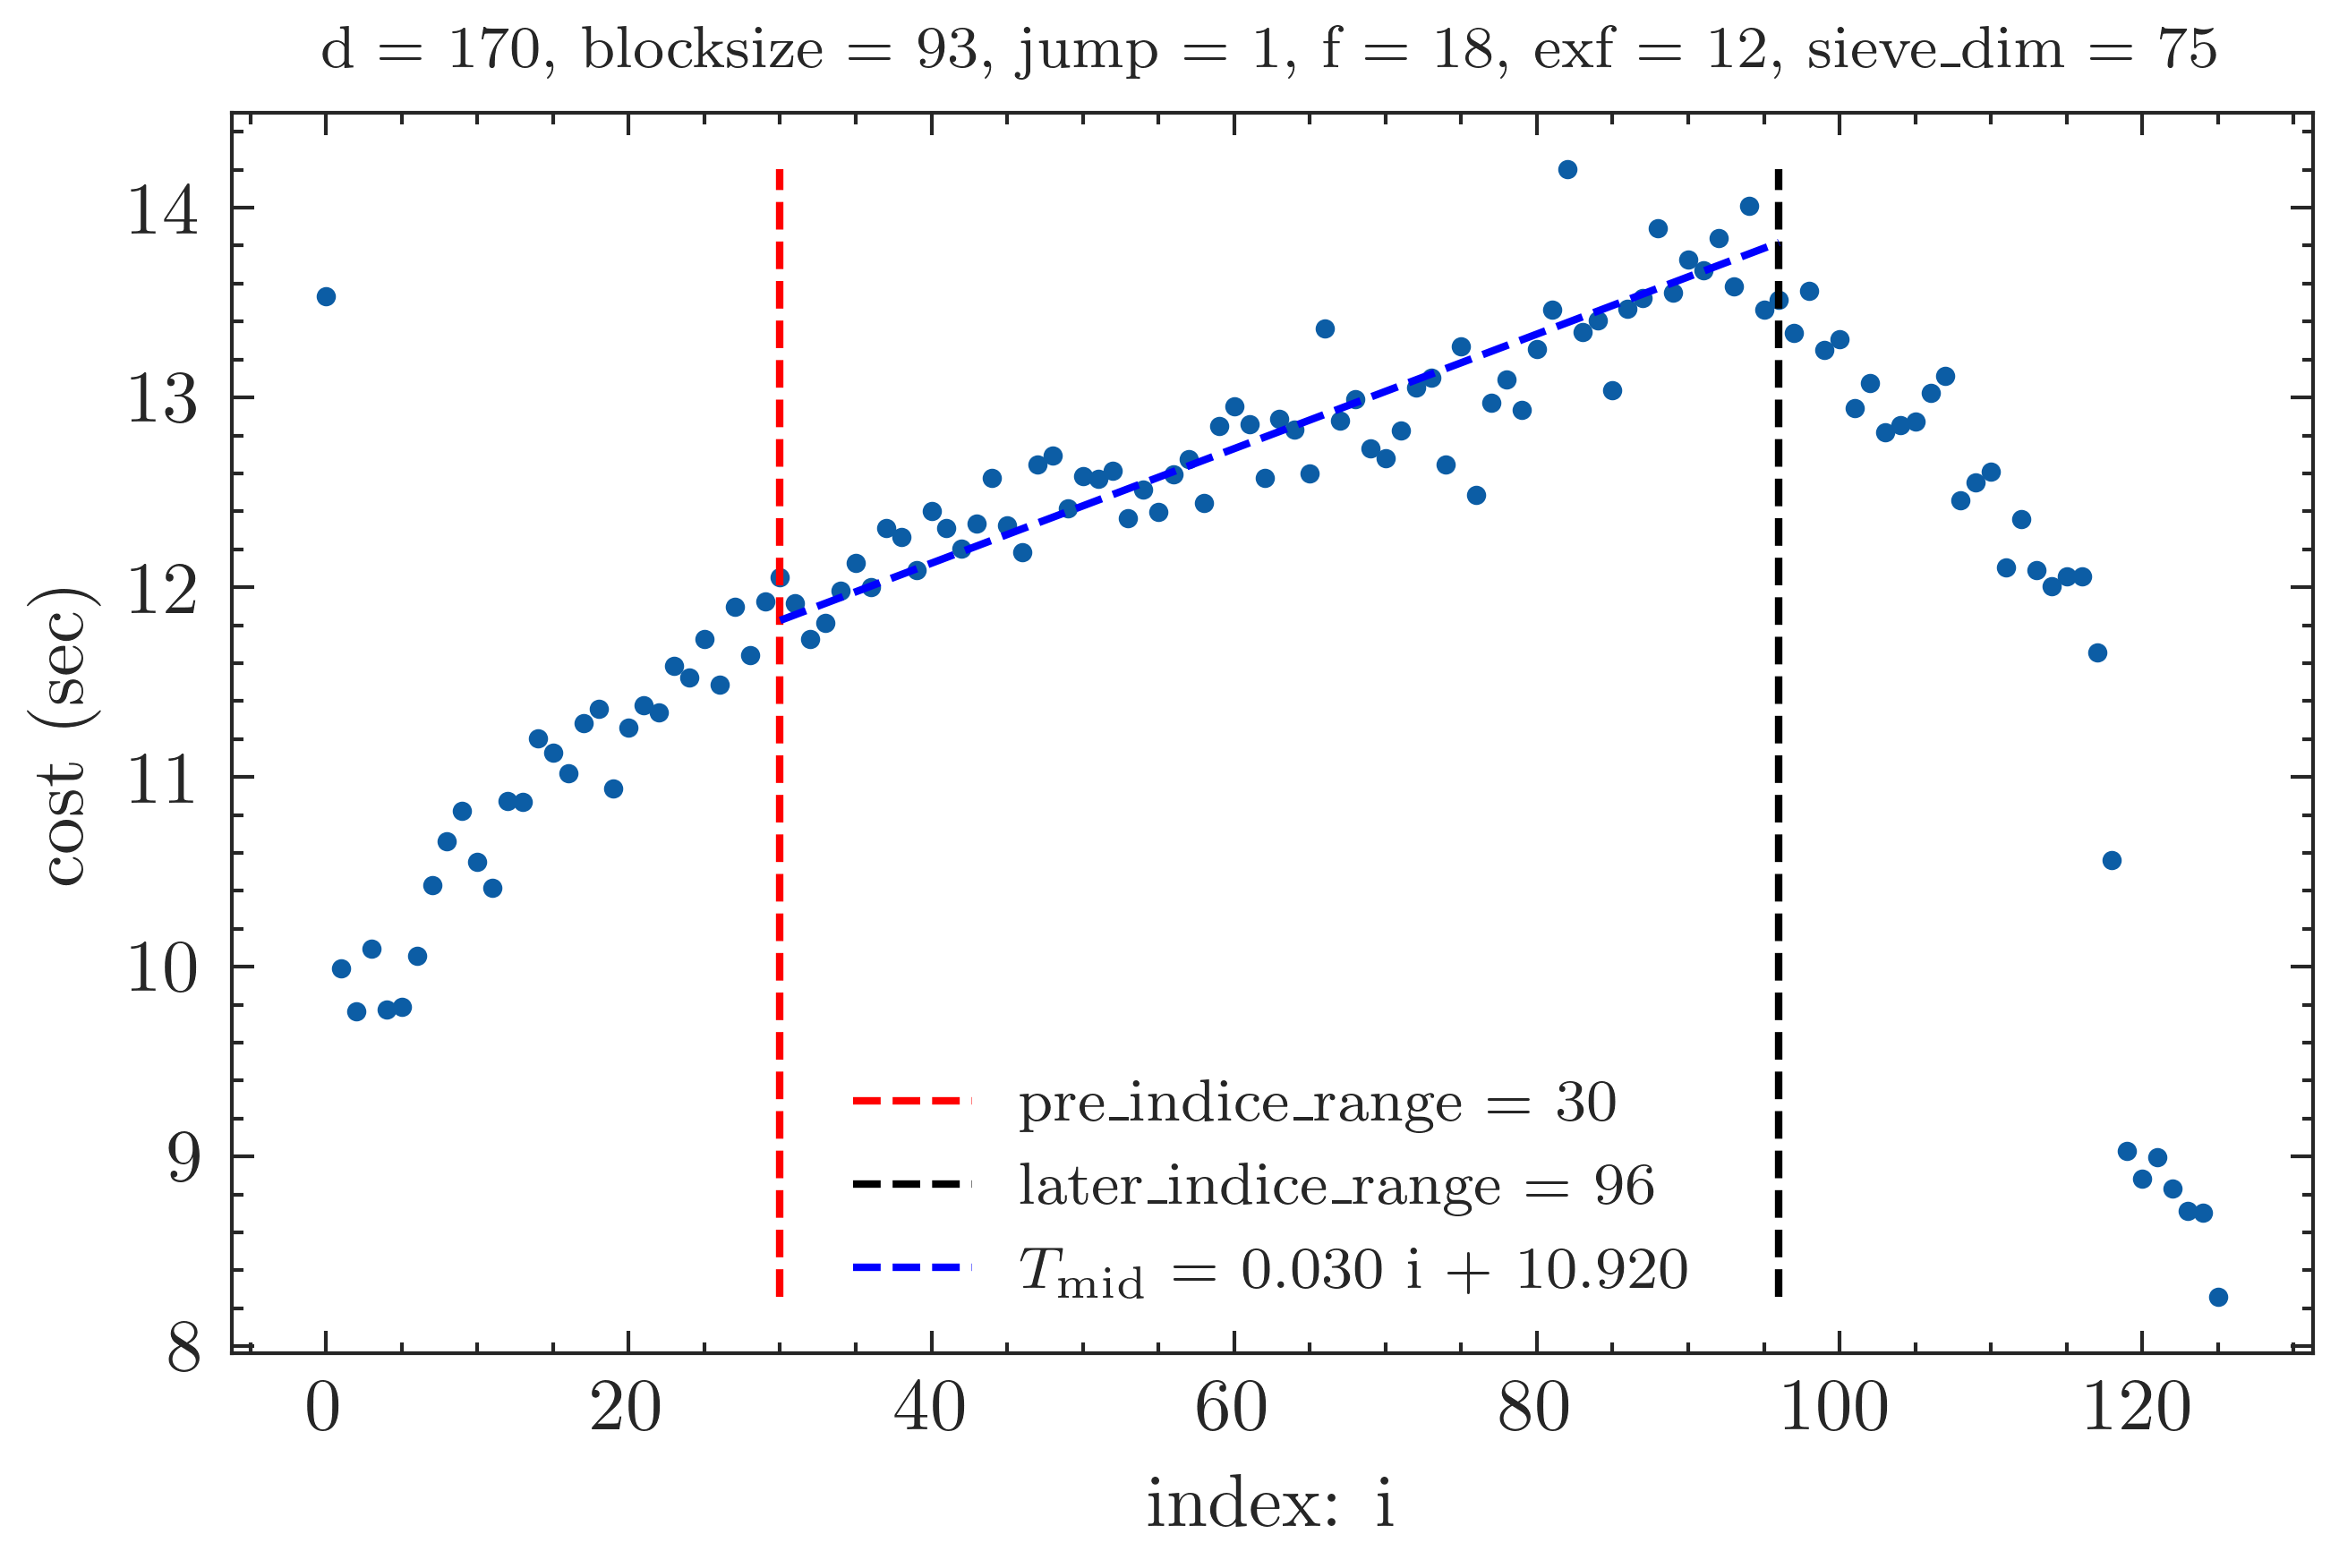 d = 170, blocksize = 93, jump = 1, f = 18, exf = 12, sieve_dim = 75
14
13
12
11
10
9
8
cost (sec)
pre_indice_range = 30
later_indice_range = 96
T_mid = 0.030 i + 10.920
0 20 40 60 80 100 120
index: i